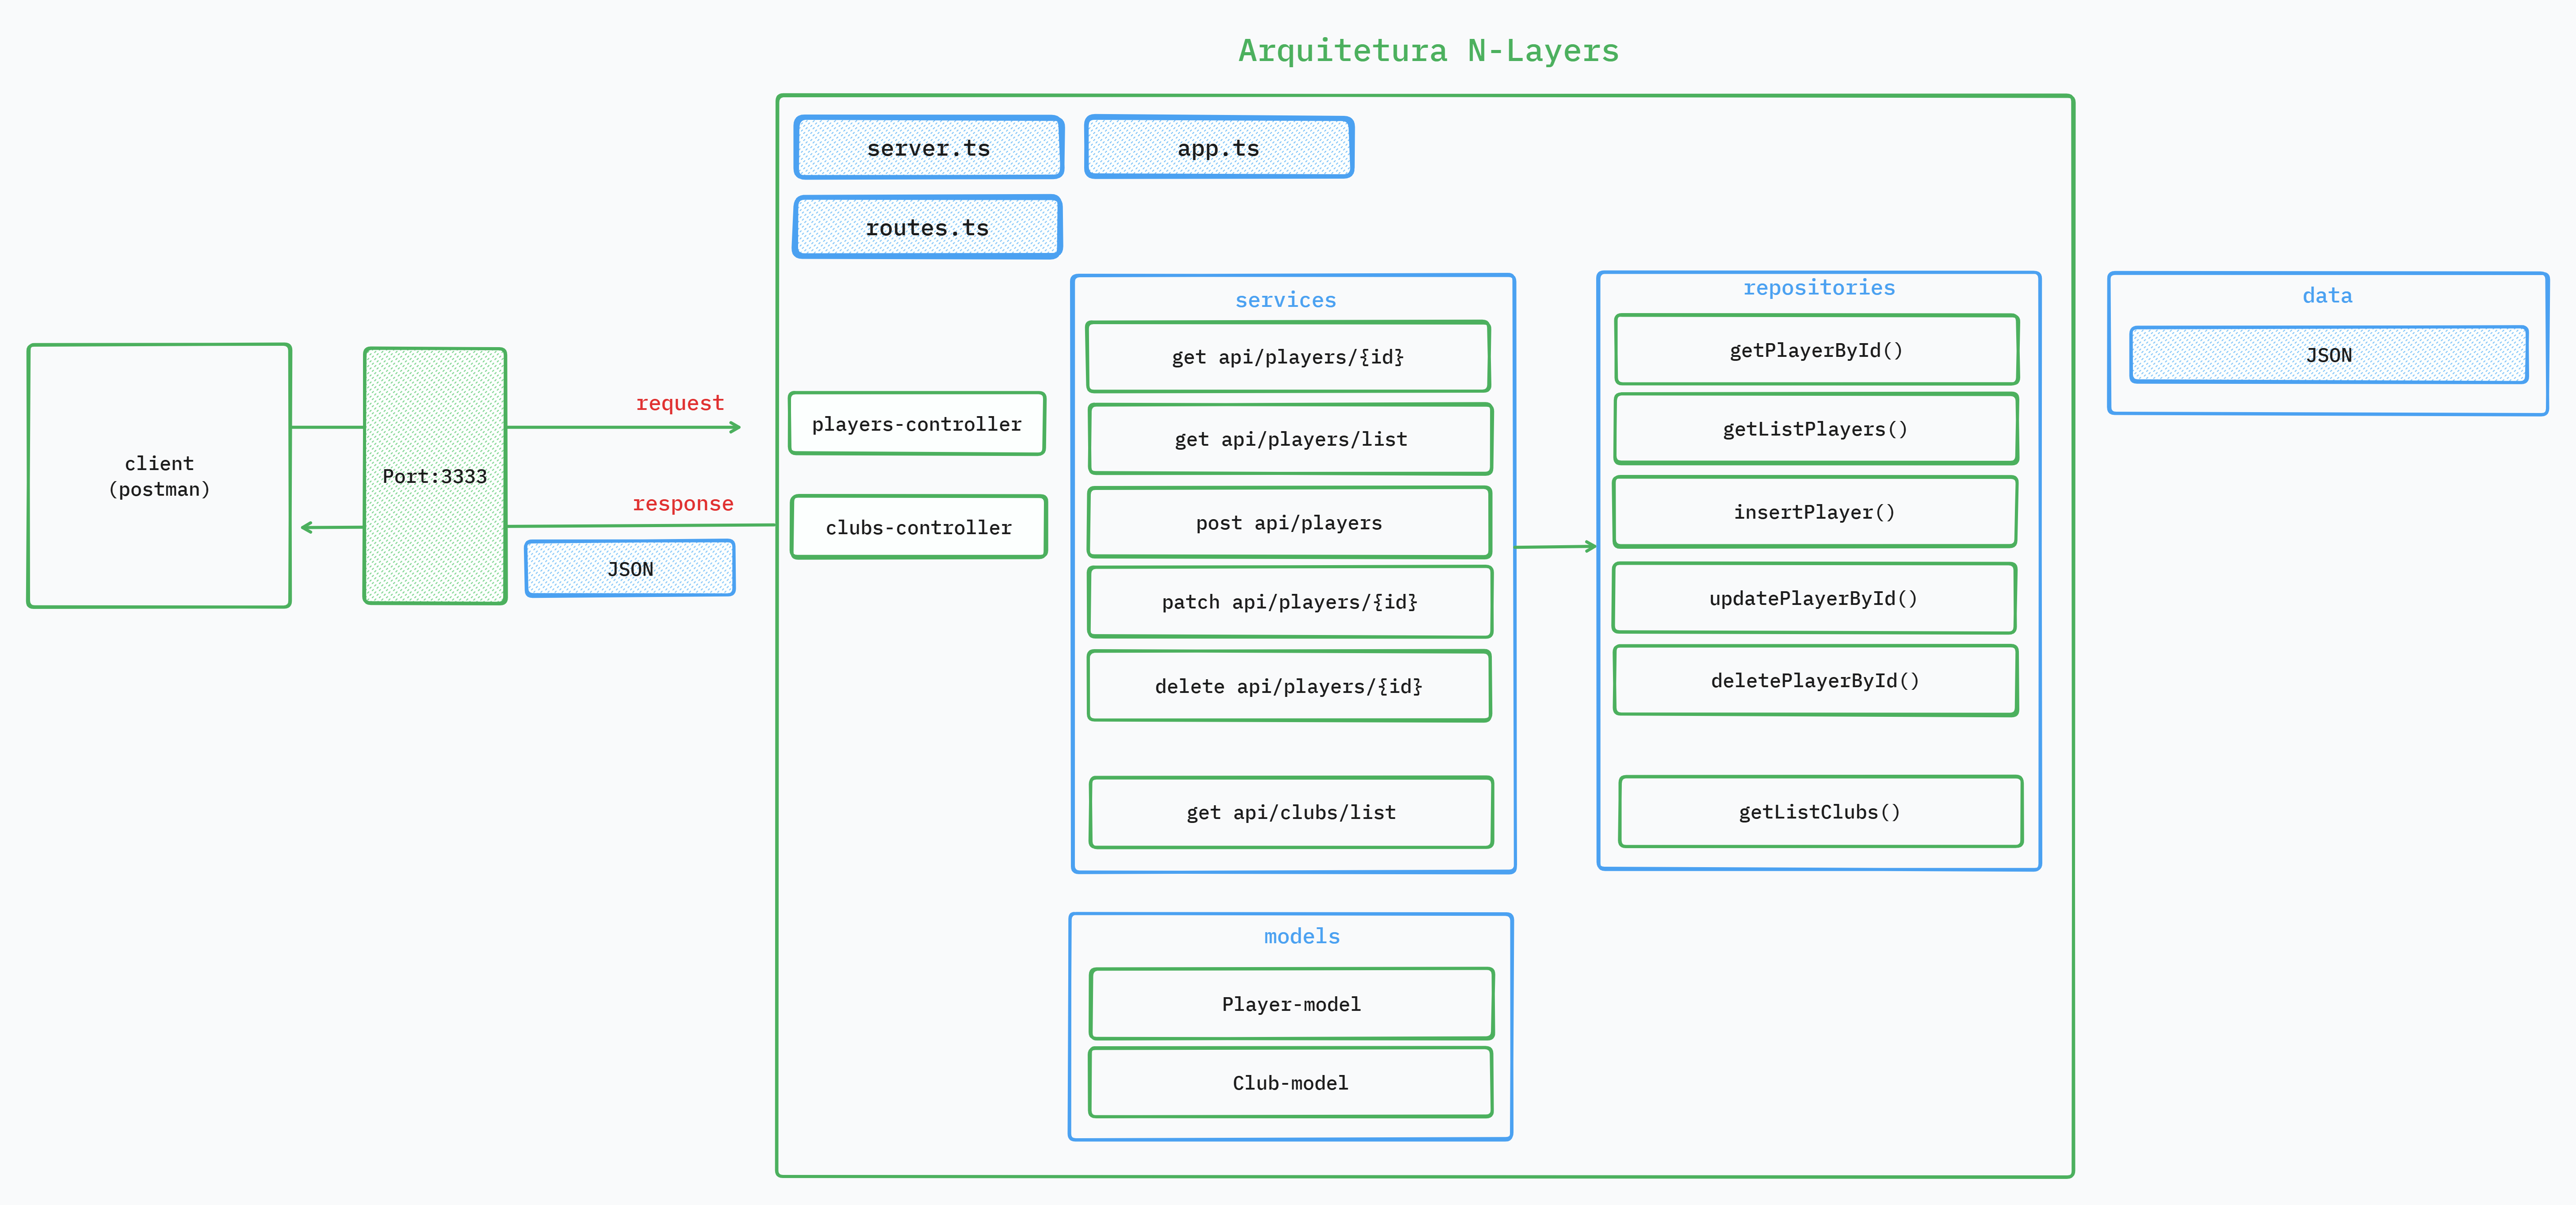 Arquitetura N-Layers
server.ts
app.ts
routes.ts
client
(postman)
Port:3333
request
response
JSON
players-controller
clubs-controller
services
get api/players/{id}
get api/players/list
post api/players
patch api/players/{id}
delete api/players/{id}
get api/clubs/list
repositories
getPlayerById()
getListPlayers()
insertPlayer()
updatePlayerById()
deletePlayerById()
getListClubs()
data
JSON
models
Player-model
Club-model